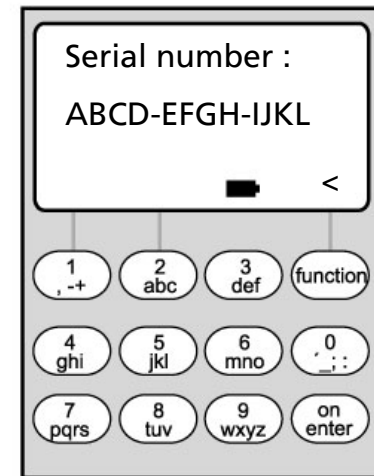 Serial number :
ABCD-EFGH-IJKL
<
1 2 3 function
, -+ abc def
4 5 6 0
ghi jkl mno ´_; :
7 8 9 on
pqrs tuv wxyz enter